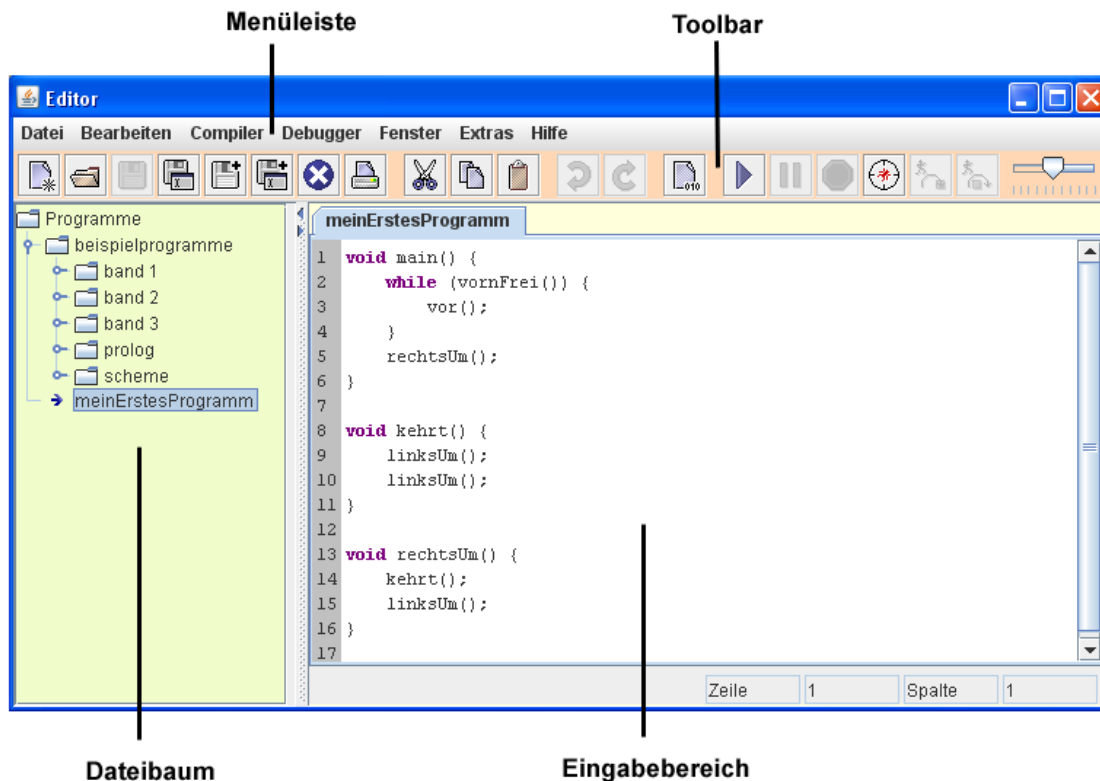 Menüleiste
Toolbar
Editor
Datei Bearbeiten Compiler Debugger Fenster Extras Hilfe
010
Programme
beispielprogramme
band 1
band 2
band 3
prolog
scheme
meinErstesProgramm
meinErstesProgramm
1 void main() {
2     while (vornFrei()) {
3         vor();
4     }
5     rechtsUm();
6 }
7
8 void kehrt() {
9     linksUm();
10     linksUm();
11 }
12
13 void rechtsUm() {
14     kehrt();
15     linksUm();
16 }
17
Zeile 1 Spalte 1
Dateibaum
Eingabebereich